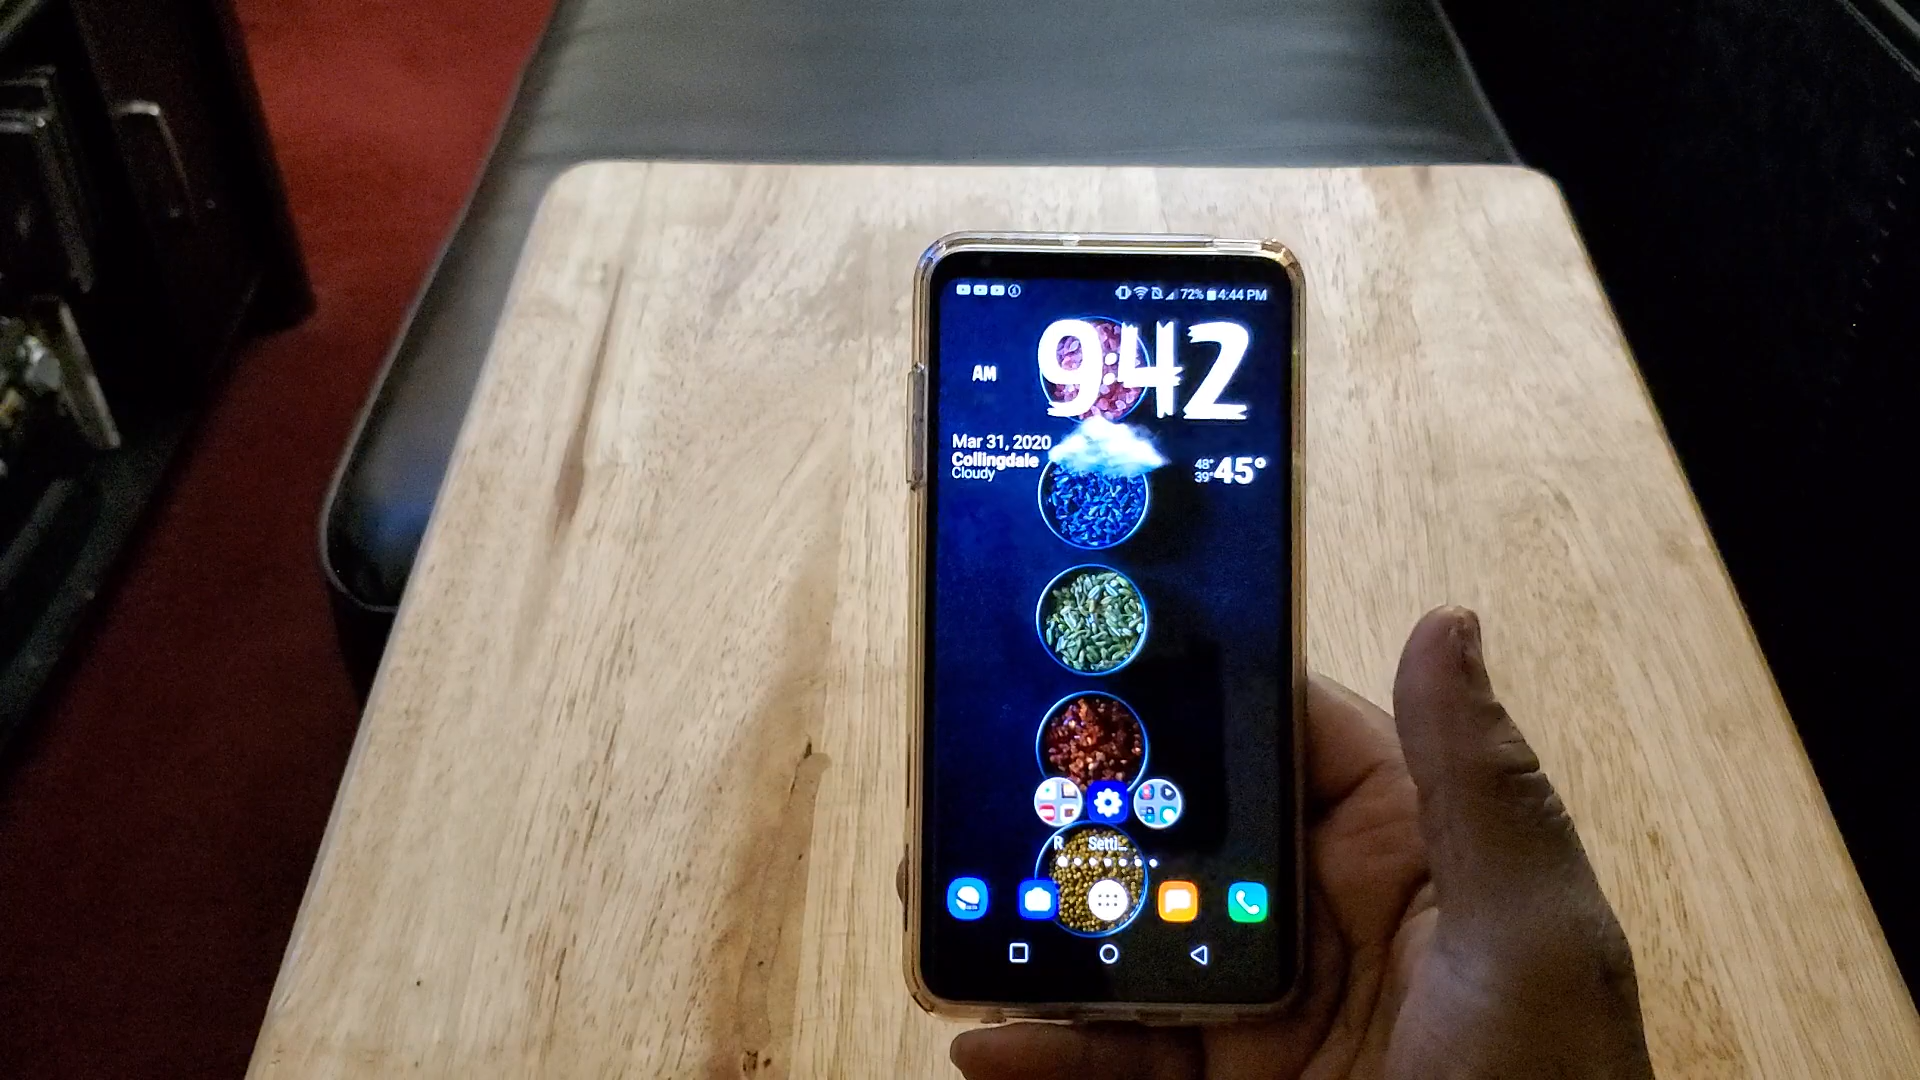 72% 4:44 PM
AM 9:42
Mar 31, 2020
Collingdale
Cloudy
48°
39° 45°
R Setti...